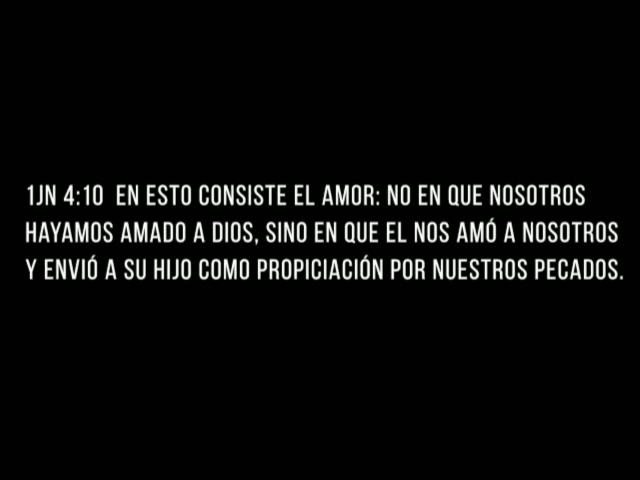 1JN 4:10 EN ESTO CONSISTE EL AMOR: NO EN QUE NOSOTROS
HAYAMOS AMADO A DIOS, SINO EN QUE EL NOS AMÓ A NOSOTROS
Y ENVIÓ A SU HIJO COMO PROPICIACIÓN POR NUESTROS PECADOS.